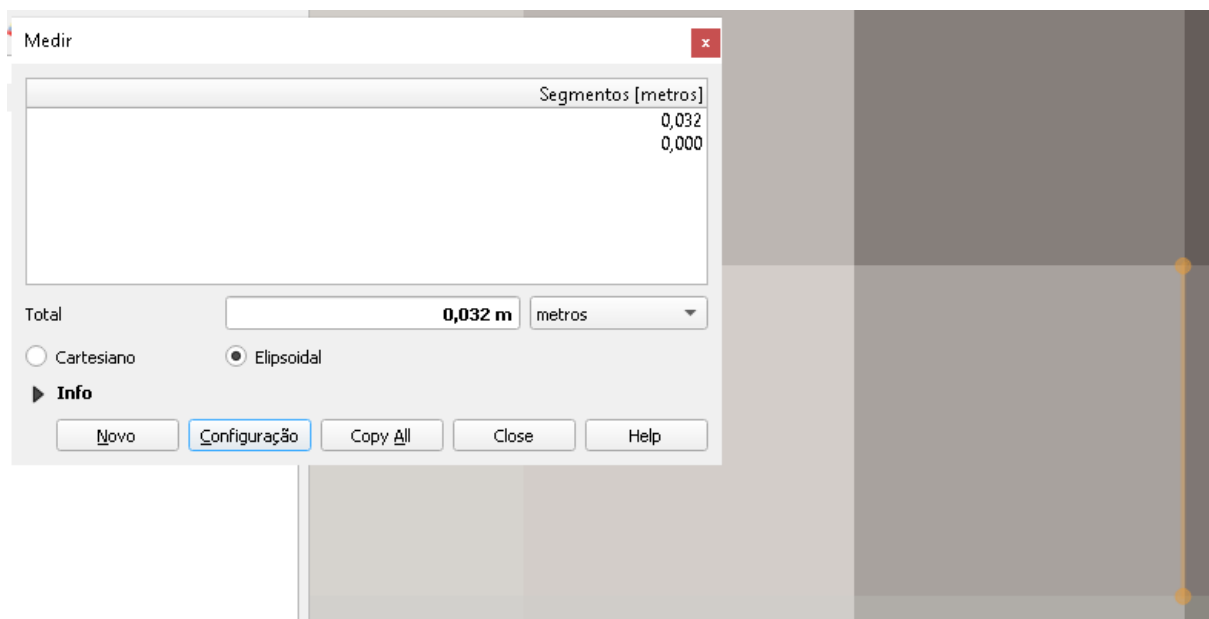 Medir
x
Segmentos [metros]
0,032
0,000
Total 0,032 m metros
Cartesiano Elipsoidal
Info
Novo Configuração Copy All Close Help